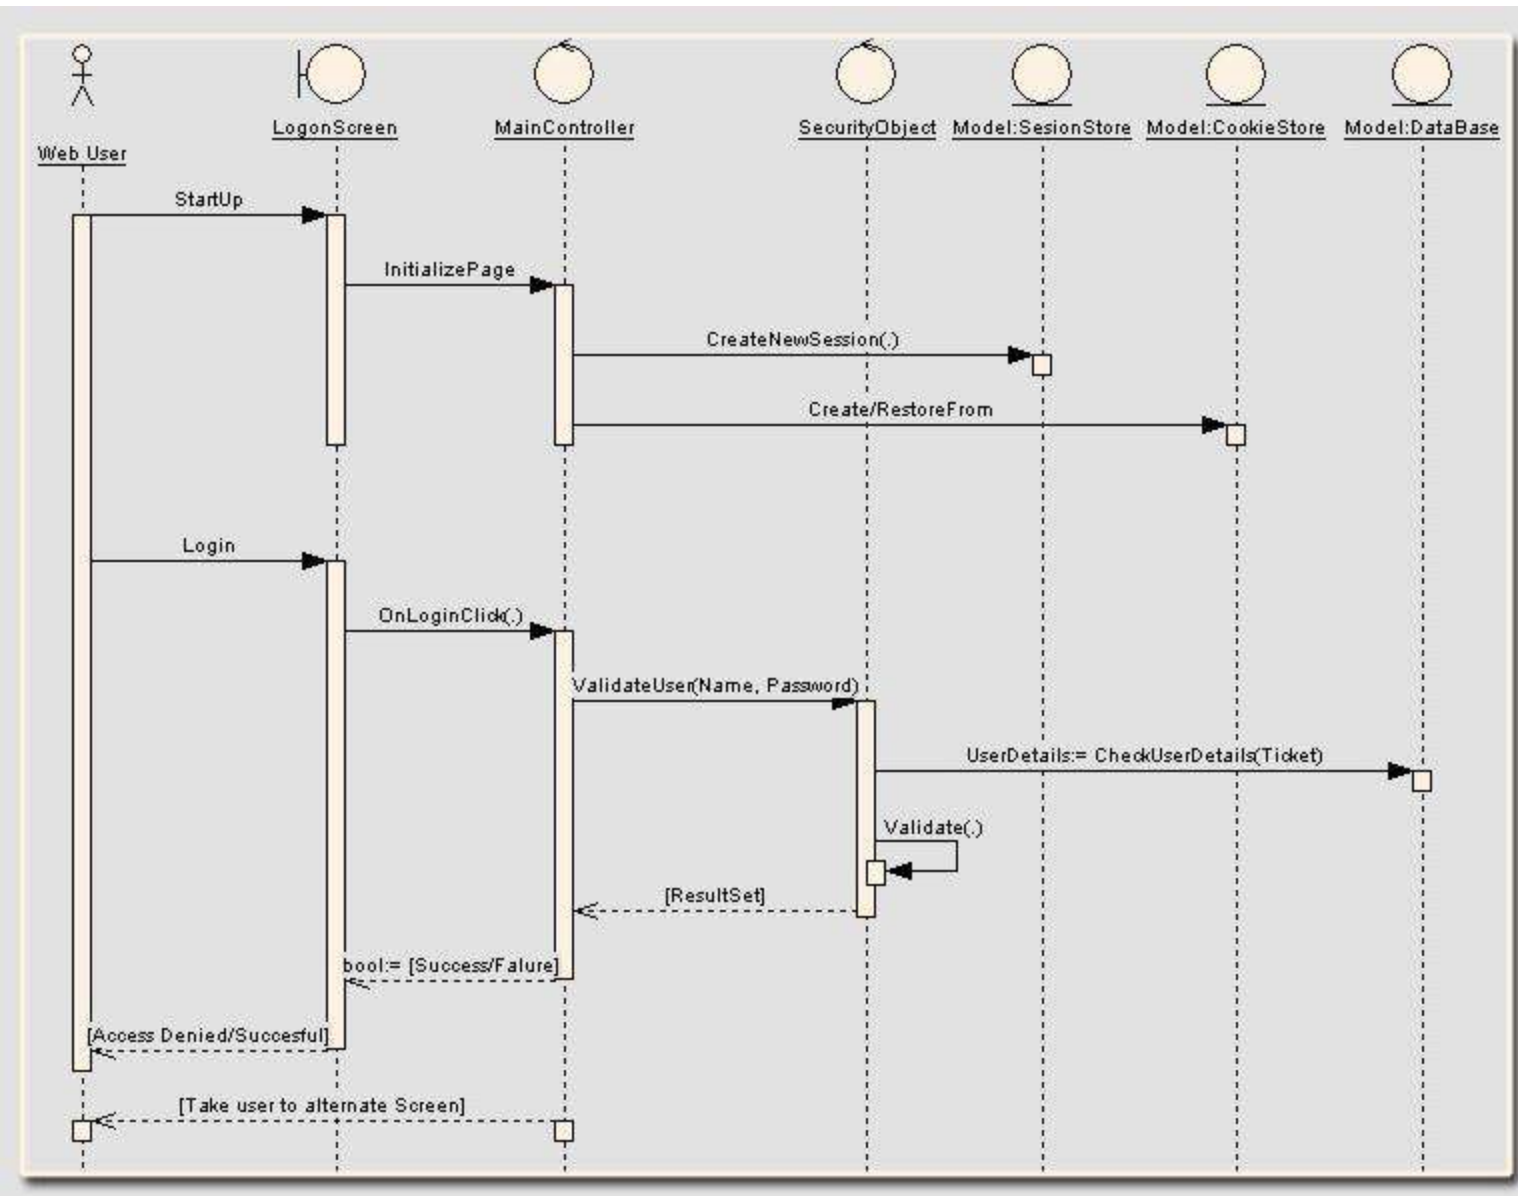 LogonScreen
MainController
SecurityObject
Model:SesionStore
Model:CookieStore
Model:DataBase
Web User
StartUp
InitializePage
CreateNewSession(.)
Create/RestoreFrom
Login
OnLoginClick(.)
ValidateUser(Name, Password)
UserDetails:= CheckUserDetails(Ticket)
Validate(.)
[ResultSet]
bool:= [Success/Falure]
[Access Denied/Succesful]
[Take user to alternate Screen]